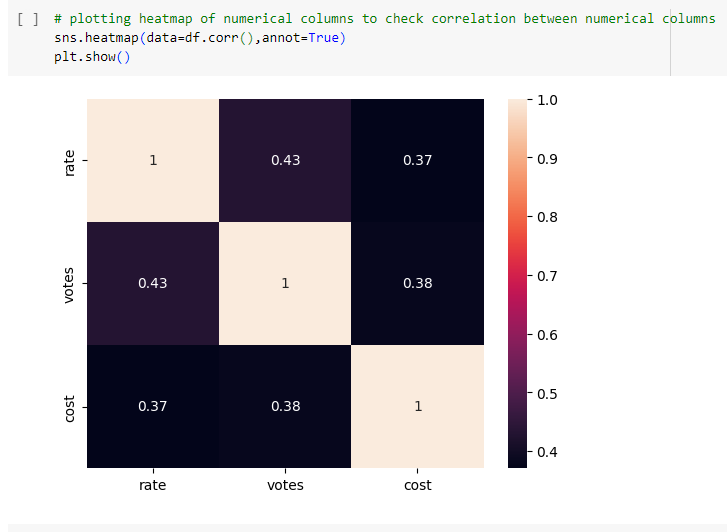 [ ] # plotting heatmap of numerical columns to check correlation between numerical columns
sns.heatmap(data=df.corr(),annot=True)
plt.show()
1.0
rate 1 0.43 0.37
0.9
0.8
votes 0.43 1 0.38
0.7
0.6
cost 0.37 0.38 1
0.5
0.4
rate votes cost